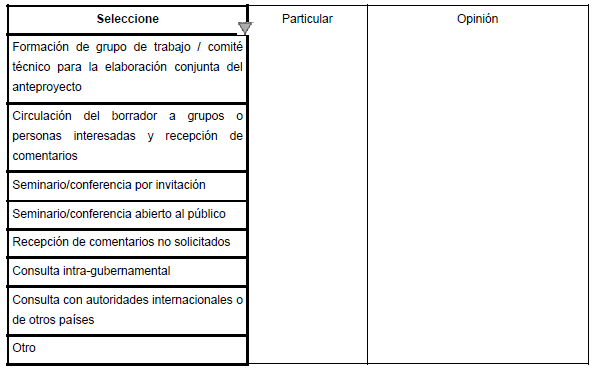 Seleccione Particular Opinión
Formación de grupo de trabajo / comité
técnico para la elaboración conjunta del
anteproyecto
Circulación del borrador a grupos o
personas interesadas y recepción de
comentarios
Seminario/conferencia por invitación
Seminario/conferencia abierto al público
Recepción de comentarios no solicitados
Consulta intra-gubernamental
Consulta con autoridades internacionales o
de otros países
Otro